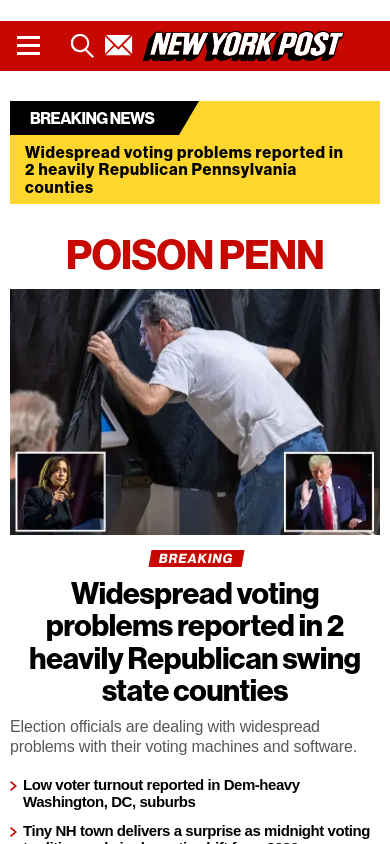 NEW YORK POST
BREAKING NEWS
Widespread voting problems reported in
2 heavily Republican Pennsylvania
counties
POISON PENN
BREAKING
Widespread voting
problems reported in 2
heavily Republican swing
state counties
Election officials are dealing with widespread
problems with their voting machines and software.
Low voter turnout reported in Dem-heavy
Washington, DC, suburbs
Tiny NH town delivers a surprise as midnight voting